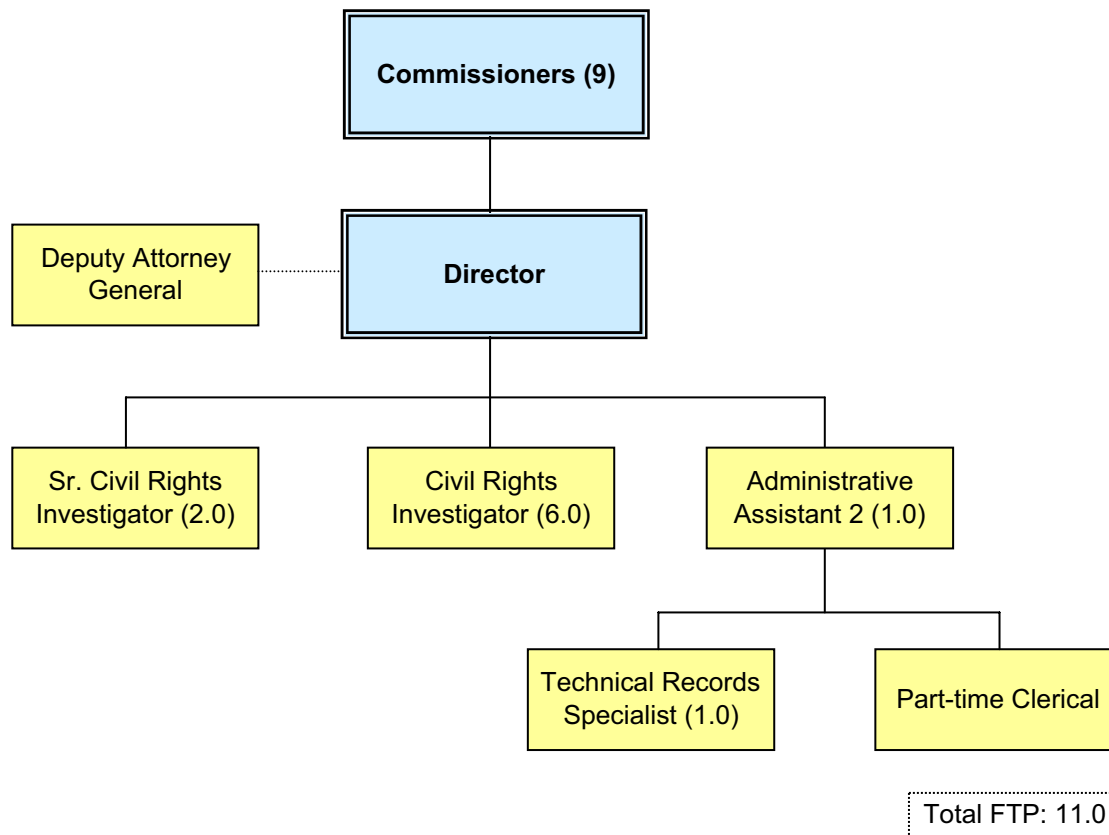 Commissioners (9)
Deputy Attorney
General
Director
Sr. Civil Rights
Investigator (2.0)
Civil Rights
Investigator (6.0)
Administrative
Assistant 2 (1.0)
Technical Records
Specialist (1.0)
Part-time Clerical
Total FTP: 11.0